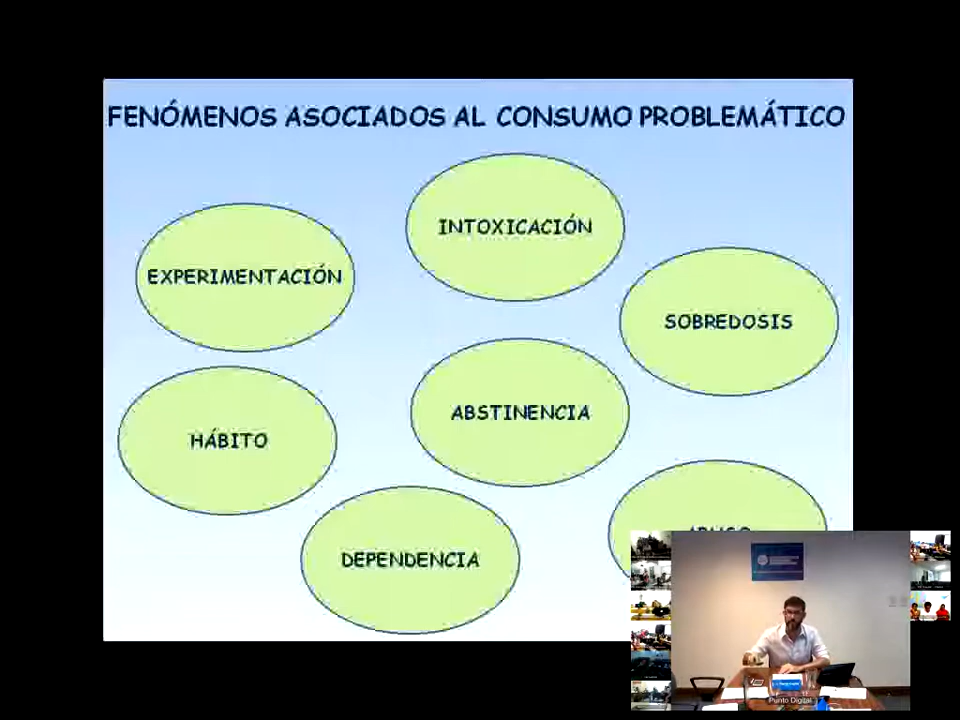 FENÓMENOS ASOCIADOS AL CONSUMO PROBLEMÁTICO
INTOXICACIÓN
EXPERIMENTACIÓN
SOBREDOSIS
ABSTINENCIA
HÁBITO
DEPENDENCIA
Punto Digital